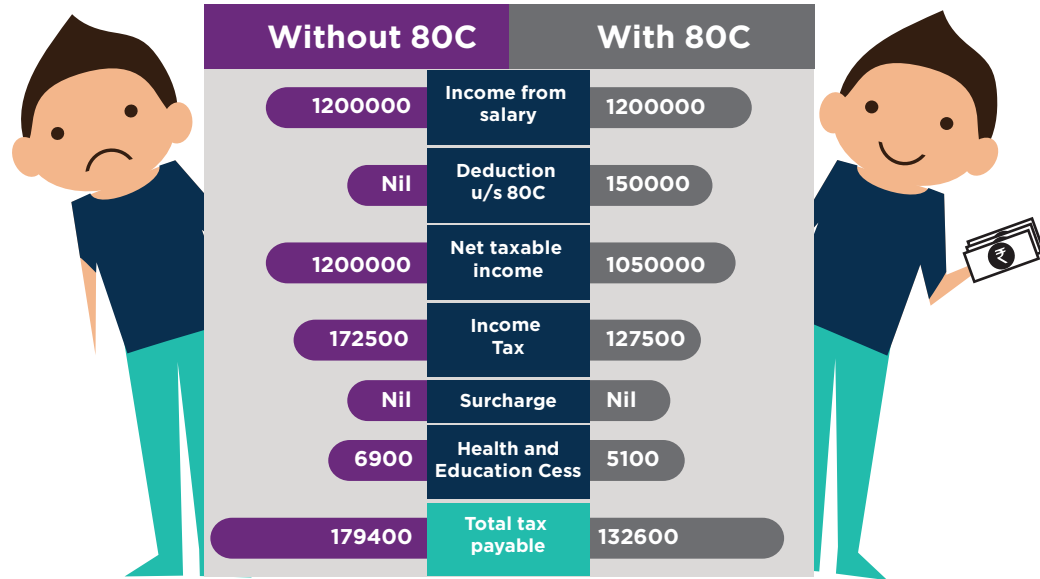 Without 80C With 80C
1200000 Income from salary 1200000
Nil Deduction u/s 80C 150000
1200000 Net taxable income 1050000
172500 Income Tax 127500
Nil Surcharge Nil
6900 Health and Education Cess 5100
179400 Total tax payable 132600
₹